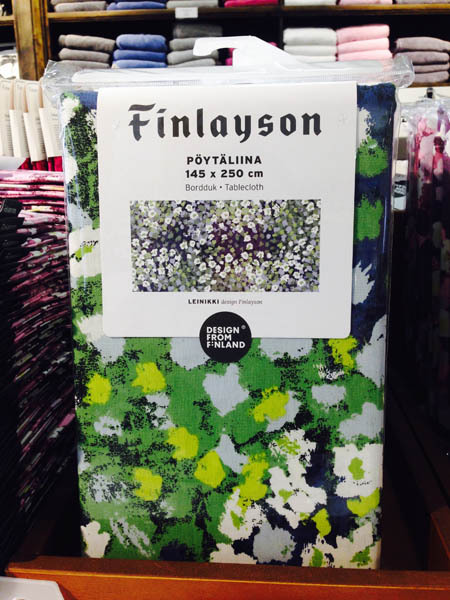 Finlayson
PÖYTÄLIINA
145 x 250 cm
Bordduk • Tablecloth
LEINIKKI design Finlayson
DESIGN®
FROM
FINLAND